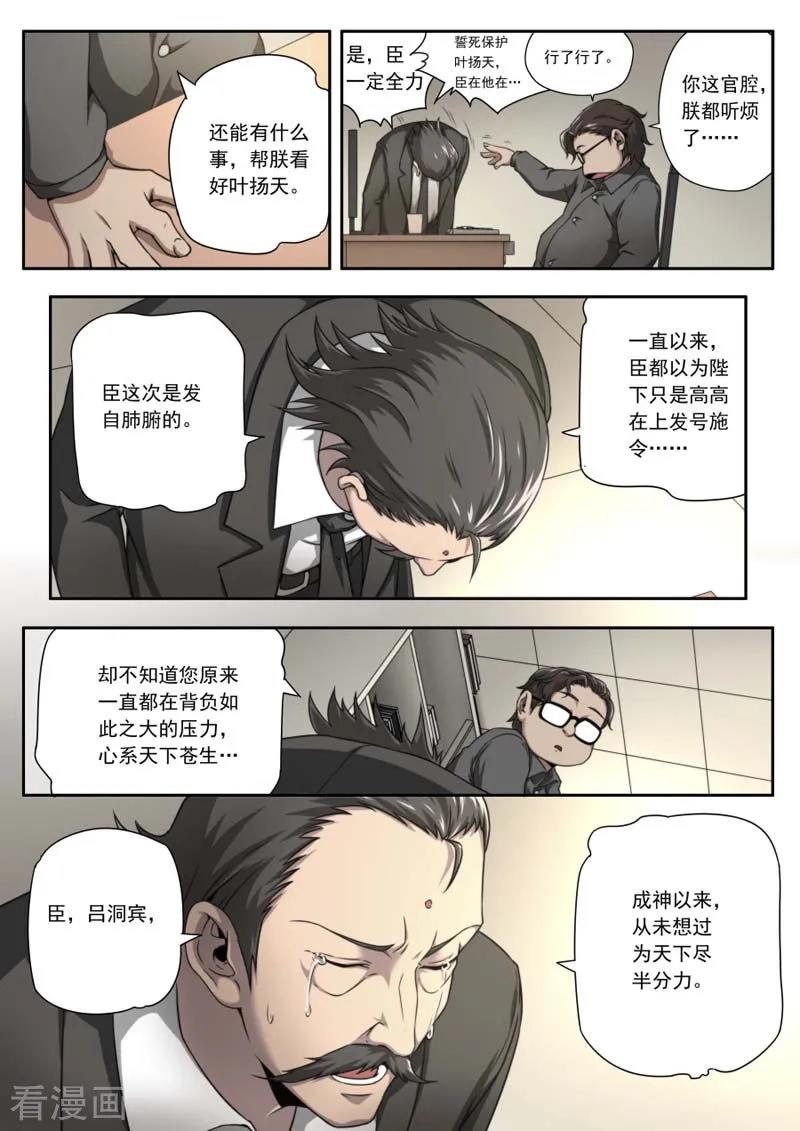 还能有什么
事，帮朕看
好叶扬天。
是，臣
一定全力
誓死保护
叶扬天，
臣在他在…
行了行了。
你这官腔，
朕都听烦
了……
臣这次是发
自肺腑的。
一直以来，
臣都以为陛
下只是高高
在上发号施
令……
却不知道您原来
一直都在背负如
此之大的压力，
心系天下苍生…
臣，吕洞宾，
成神以来，
从未想过
为天下尽
半分力。
看漫画